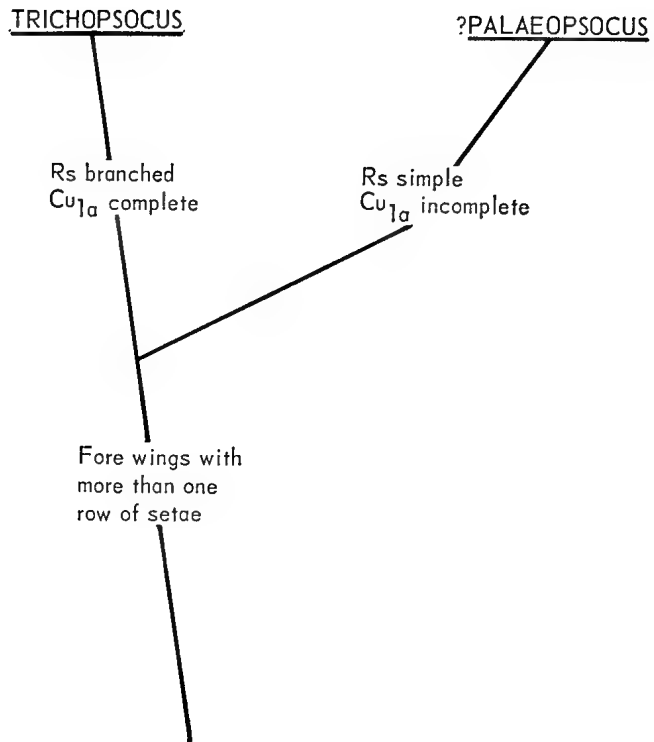 TRICHOPSOCUS
?PALAEOPSOCUS
Rs branched
Cu1a complete
Rs simple
Cu1a incomplete
Fore wings with
more than one
row of setae